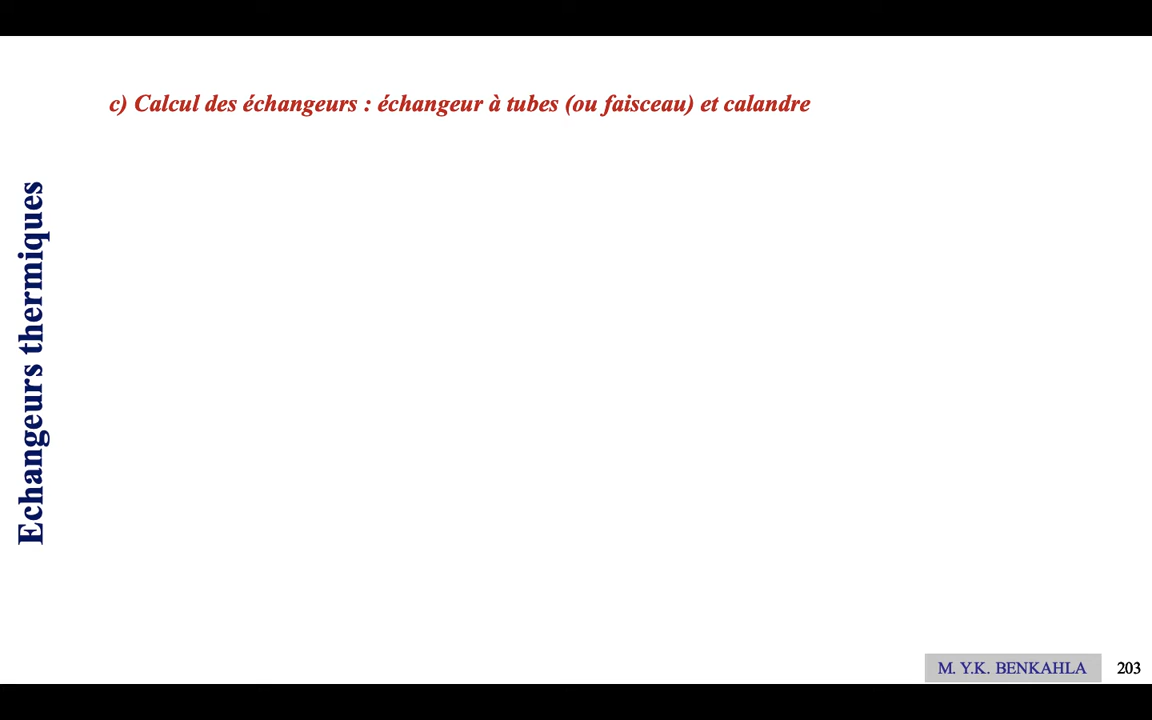 c) Calcul des échangeurs : échangeur à tubes (ou faisceau) et calandre
Echangeurs thermiques
M. Y.K. BENKAHLA
203